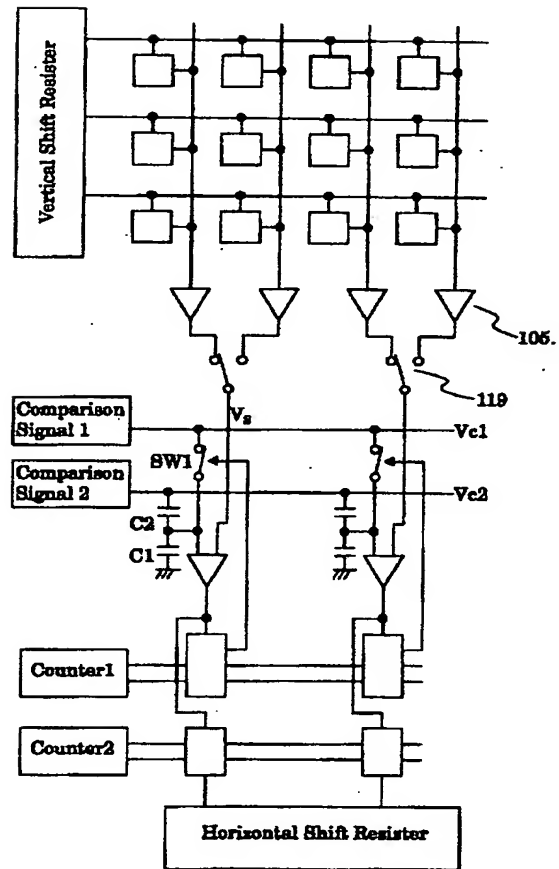 Vertical Shift Resister
105.
119
Comparison
Signal 1
Vs
Vc1
SW1
Comparison
Signal 2
Vc2
C2
C1
Counter1
Counter2
Horizontal Shift Resister